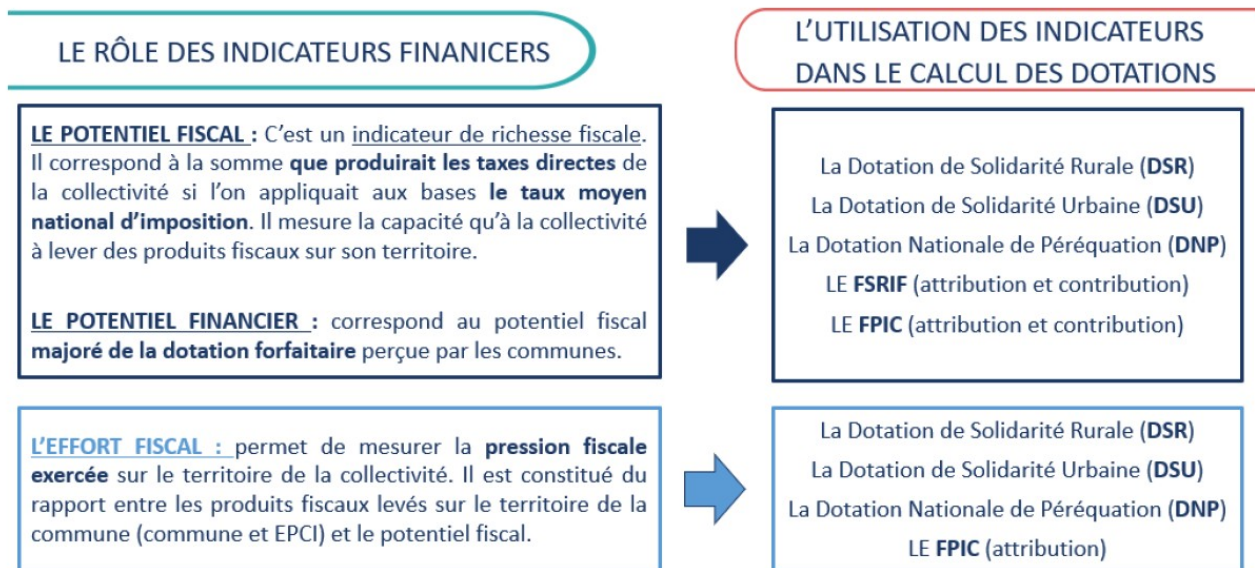 LE RÔLE DES INDICATEURS FINANICERS
L'UTILISATION DES INDICATEURS
DANS LE CALCUL DES DOTATIONS
LE POTENTIEL FISCAL : C'est un indicateur de richesse fiscale.
Il correspond à la somme que produirait les taxes directes de
la collectivité si l'on appliquait aux bases le taux moyen
national d'imposition. Il mesure la capacité qu'à la collectivité
à lever des produits fiscaux sur son territoire.
LE POTENTIEL FINANCIER : correspond au potentiel fiscal
majoré de la dotation forfaitaire perçue par les communes.
La Dotation de Solidarité Rurale (DSR)
La Dotation de Solidarité Urbaine (DSU)
La Dotation Nationale de Péréquation (DNP)
LE FSRIF (attribution et contribution)
LE FPIC (attribution et contribution)
L'EFFORT FISCAL : permet de mesurer la pression fiscale
exercée sur le territoire de la collectivité. Il est constitué du
rapport entre les produits fiscaux levés sur le territoire de la
commune (commune et EPCI) et le potentiel fiscal.
La Dotation de Solidarité Rurale (DSR)
La Dotation de Solidarité Urbaine (DSU)
La Dotation Nationale de Péréquation (DNP)
LE FPIC (attribution)